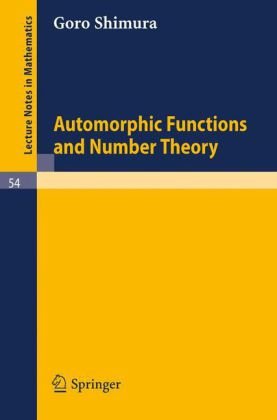 Goro Shimura
Lecture Notes in Mathematics
Automorphic Functions
and Number Theory
54
Springer